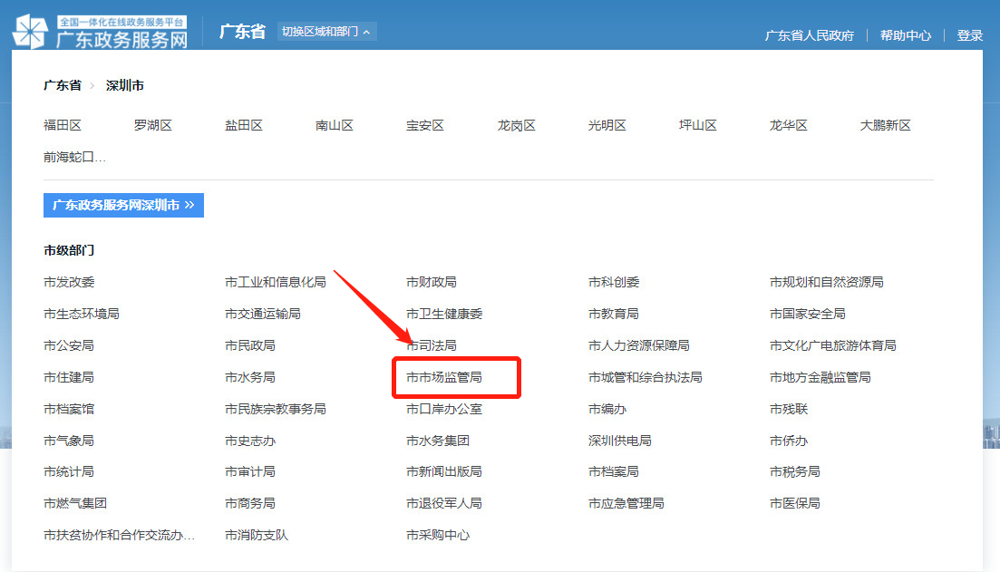 全国一体化在线政务服务平台
广东政务服务网
广东省 切换区域和部门
广东省人民政府 帮助中心 登录
广东省 深圳市
福田区 罗湖区 盐田区 南山区 宝安区 龙岗区 光明区 坪山区 龙华区 大鹏新区
前海蛇口...
广东政务服务网深圳市
市级部门
市发改委 市工业和信息化局 市财政局 市科创委 市规划和自然资源局
市生态环境局 市交通运输局 市卫生健康委 市教育局 市国家安全局
市公安局 市民政局 市司法局 市人力资源保障局 市文化广电旅游体育局
市住建局 市水务局 市市场监管局 市城管和综合执法局 市地方金融监管局
市档案馆 市民族宗教事务局 市口岸办公室 市编办 市残联
市气象局 市史志办 市水务集团 深圳供电局 市侨办
市统计局 市审计局 市新闻出版局 市档案局 市税务局
市燃气集团 市商务局 市退役军人局 市应急管理局 市医保局
市扶贫协作和合作交流办... 市消防支队 市采购中心